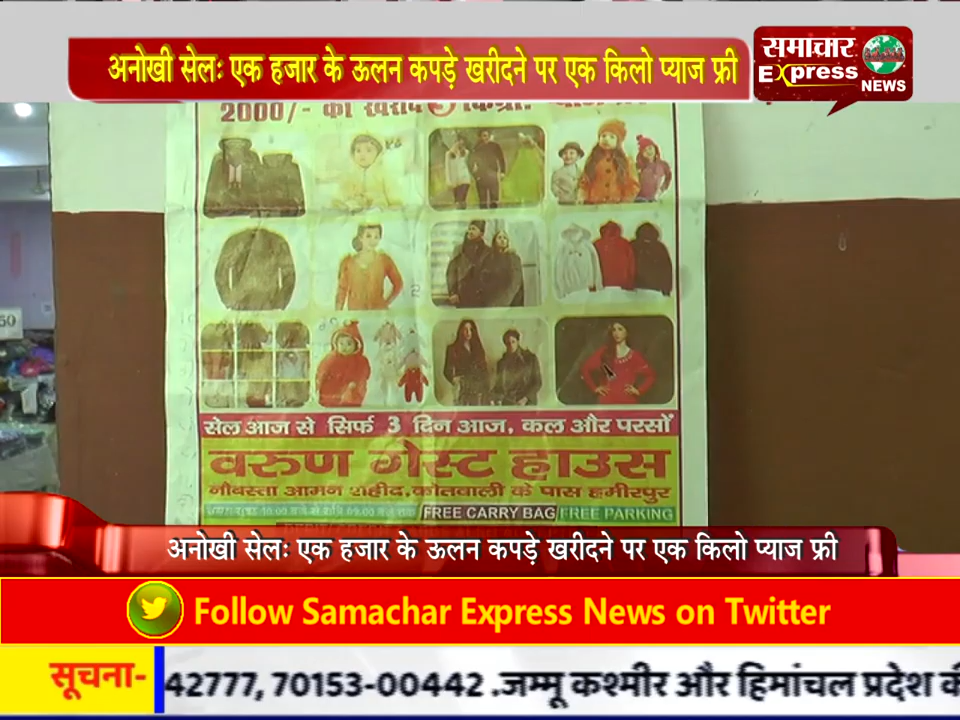 अनोखी सेलः एक हजार के ऊलन कपड़े खरीदने पर एक किलो प्याज फ्री
समाचार
Express
NEWS
2000/- की खरीद
सेल आज से सिर्फ 3 दिन आज, कल और परसों
वरुण गेस्ट हाउस
नौबस्ता आमन शहीद, कोतवाली के पास हमीरपुर
FREE CARRY BAG FREE PARKING
अनोखी सेलः एक हजार के ऊलन कपड़े खरीदने पर एक किलो प्याज फ्री
Follow Samachar Express News on Twitter
सूचना- 42777, 70153-00442 .जम्मू कश्मीर और हिमांचल प्रदेश की